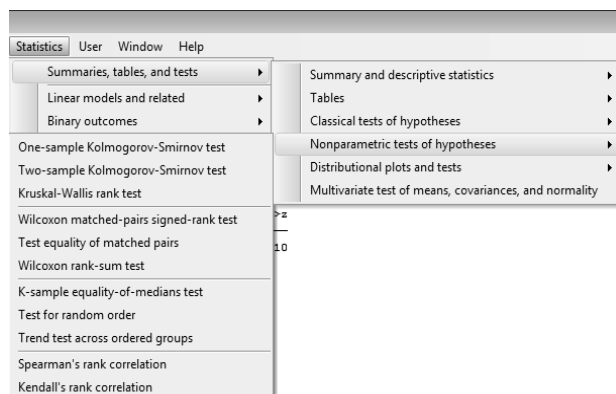 Statistics User Window Help
Summaries, tables, and tests
Linear models and related
Binary outcomes
Summary and descriptive statistics
Tables
Classical tests of hypotheses
Nonparametric tests of hypotheses
Distributional plots and tests
Multivariate test of means, covariances, and normality
One-sample Kolmogorov-Smirnov test
Two-sample Kolmogorov-Smirnov test
Kruskal-Wallis rank test
Wilcoxon matched-pairs signed-rank test
Test equality of matched pairs
Wilcoxon rank-sum test
K-sample equality-of-medians test
Test for random order
Trend test across ordered groups
Spearman's rank correlation
Kendall's rank correlation
>z
10